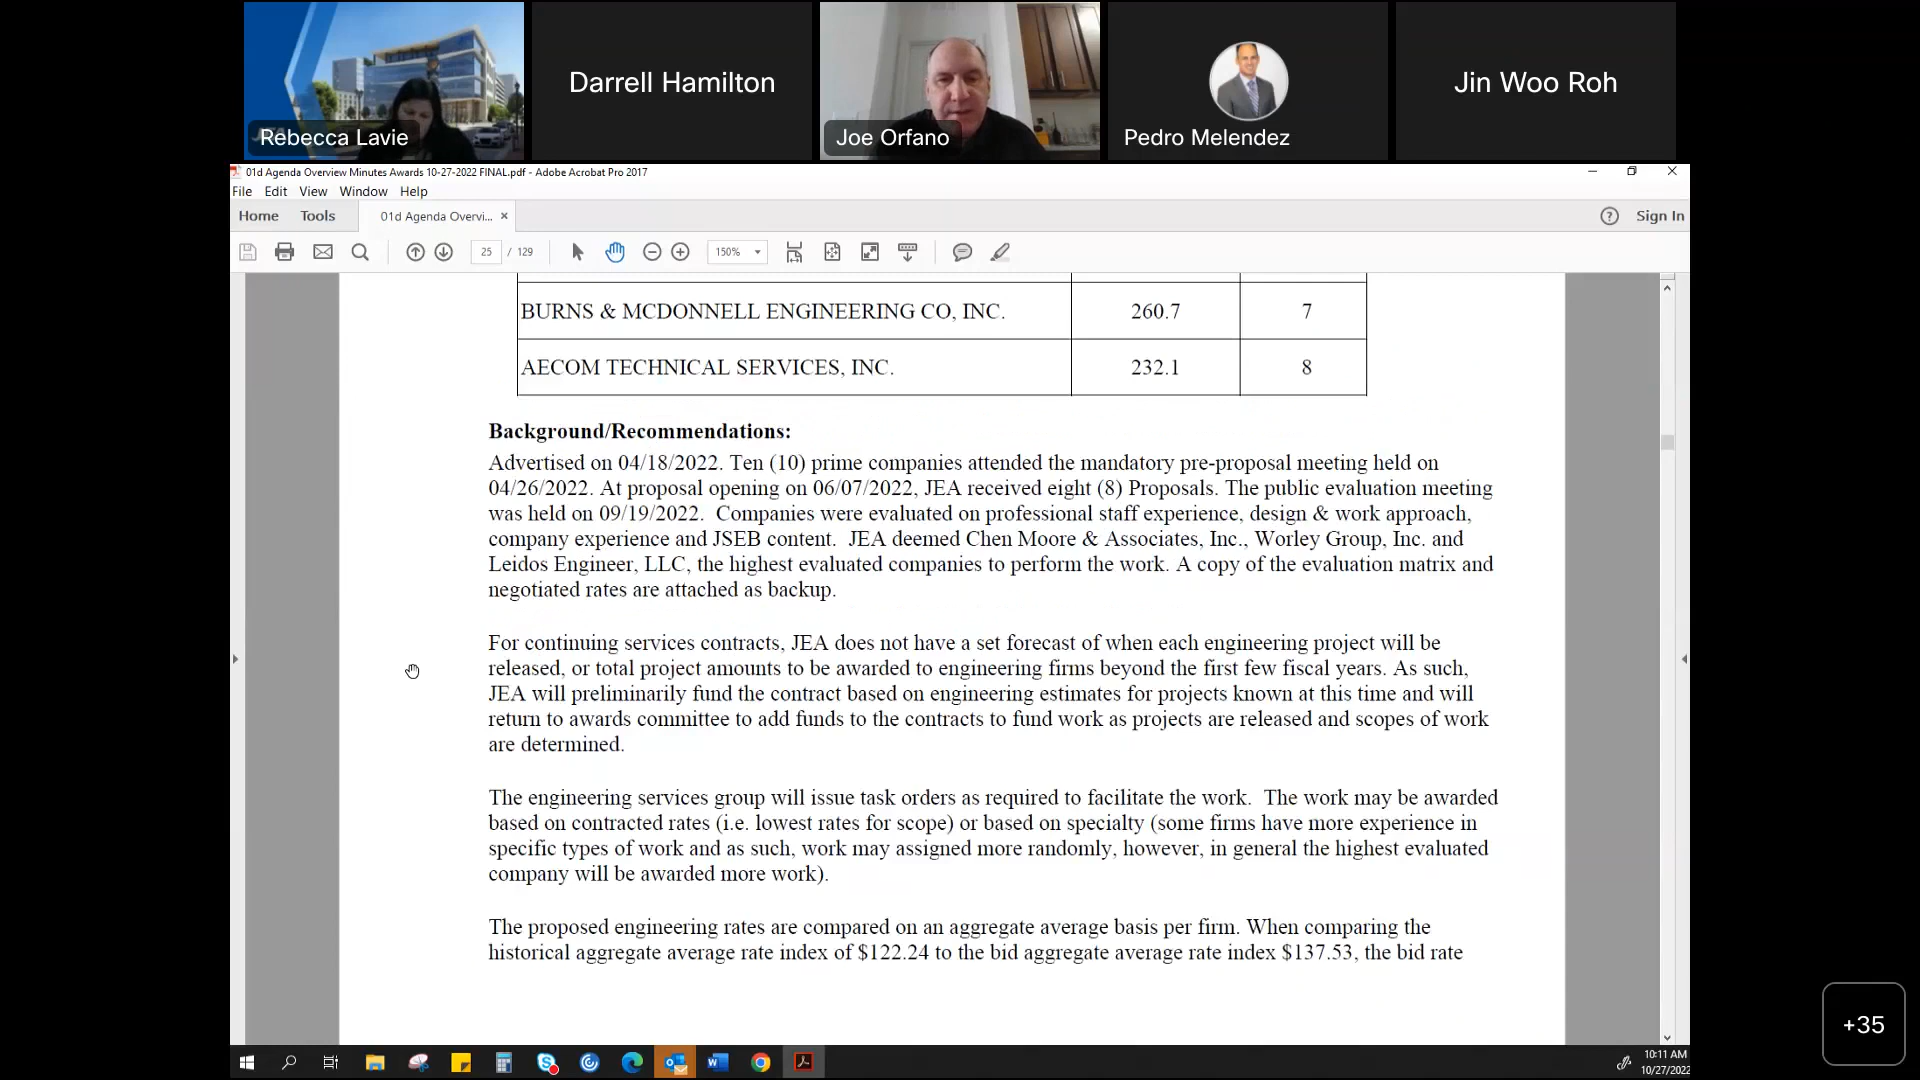 Rebecca Lavie
Darrell Hamilton
Joe Orfano
Pedro Melendez
Jin Woo Roh
01d Agenda Overview Minutes Awards 10-27-2022 FINAL.pdf - Adobe Acrobat Pro 2017
File Edit View Window Help
Home Tools 01d Agenda Overvi... × Sign In
25 / 129 150%
BURNS & MCDONNELL ENGINEERING CO, INC. 260.7 7
AECOM TECHNICAL SERVICES, INC. 232.1 8
Background/Recommendations:
Advertised on 04/18/2022. Ten (10) prime companies attended the mandatory pre-proposal meeting held on
04/26/2022. At proposal opening on 06/07/2022, JEA received eight (8) Proposals. The public evaluation meeting
was held on 09/19/2022. Companies were evaluated on professional staff experience, design & work approach,
company experience and JSEB content. JEA deemed Chen Moore & Associates, Inc., Worley Group, Inc. and
Leidos Engineer, LLC, the highest evaluated companies to perform the work. A copy of the evaluation matrix and
negotiated rates are attached as backup.
For continuing services contracts, JEA does not have a set forecast of when each engineering project will be
released, or total project amounts to be awarded to engineering firms beyond the first few fiscal years. As such,
JEA will preliminarily fund the contract based on engineering estimates for projects known at this time and will
return to awards committee to add funds to the contracts to fund work as projects are released and scopes of work
are determined.
The engineering services group will issue task orders as required to facilitate the work. The work may be awarded
based on contracted rates (i.e. lowest rates for scope) or based on specialty (some firms have more experience in
specific types of work and as such, work may assigned more randomly, however, in general the highest evaluated
company will be awarded more work).
The proposed engineering rates are compared on an aggregate average basis per firm. When comparing the
historical aggregate average rate index of $122.24 to the bid aggregate average rate index $137.53, the bid rate
+35
10:11 AM
10/27/2022